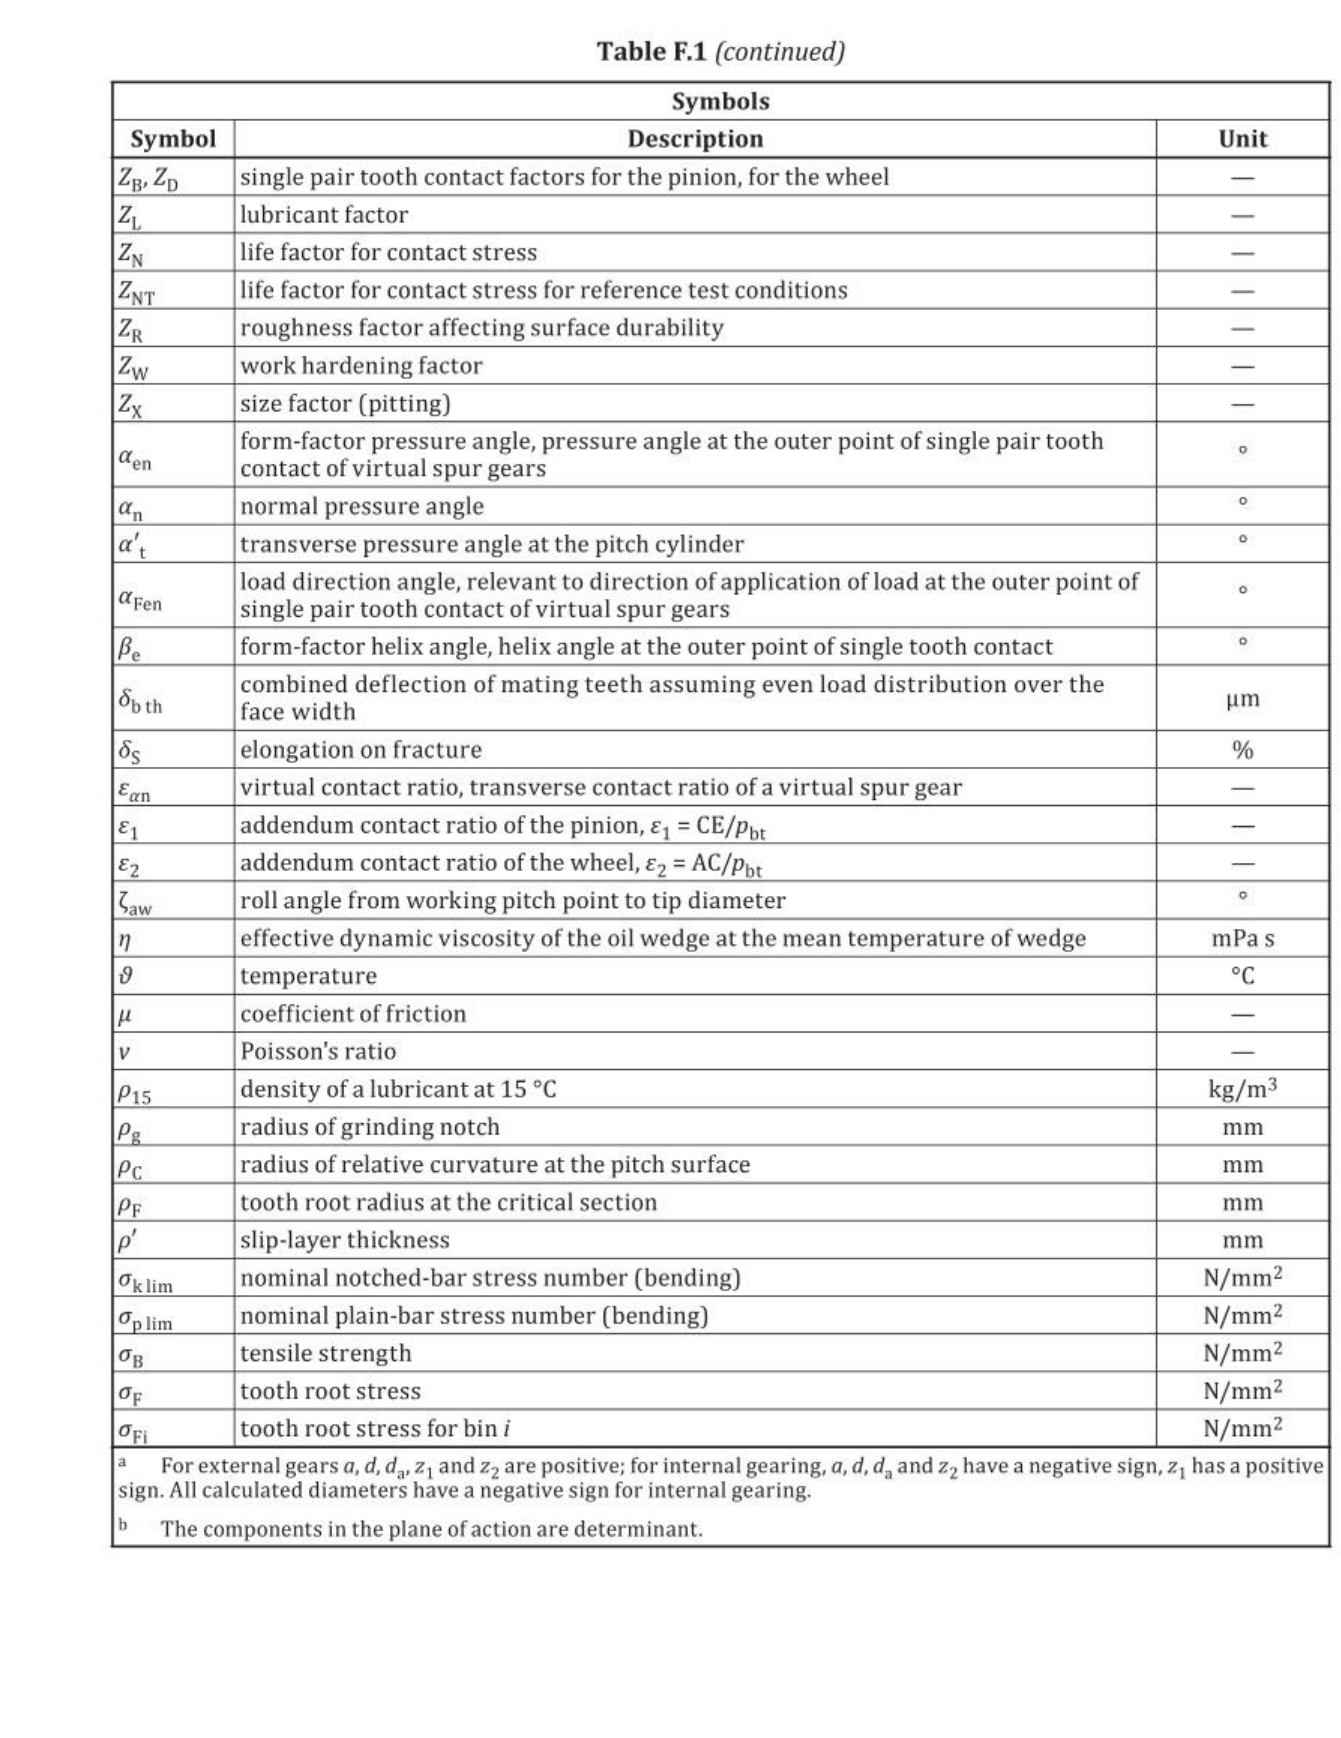 Table F.1 (continued)
Symbols
Symbol Description Unit
Z_B, Z_D single pair tooth contact factors for the pinion, for the wheel —
Z_L lubricant factor —
Z_N life factor for contact stress —
Z_NT life factor for contact stress for reference test conditions —
Z_R roughness factor affecting surface durability —
Z_W work hardening factor —
Z_X size factor (pitting) —
α_en form-factor pressure angle, pressure angle at the outer point of single pair tooth °
contact of virtual spur gears
α_n normal pressure angle °
α′_t transverse pressure angle at the pitch cylinder °
α_Fen load direction angle, relevant to direction of application of load at the outer point of °
single pair tooth contact of virtual spur gears
β_e form-factor helix angle, helix angle at the outer point of single tooth contact °
δ_b th combined deflection of mating teeth assuming even load distribution over the µm
face width
δ_S elongation on fracture %
ε_αn virtual contact ratio, transverse contact ratio of a virtual spur gear —
ε_1 addendum contact ratio of the pinion, ε_1 = CE/p_bt —
ε_2 addendum contact ratio of the wheel, ε_2 = AC/p_bt —
ζ_aw roll angle from working pitch point to tip diameter °
η effective dynamic viscosity of the oil wedge at the mean temperature of wedge mPa s
ϑ temperature °C
μ coefficient of friction —
ν Poisson's ratio —
ρ_15 density of a lubricant at 15 °C kg/m³
ρ_g radius of grinding notch mm
ρ_C radius of relative curvature at the pitch surface mm
ρ_F tooth root radius at the critical section mm
ρ′ slip-layer thickness mm
σ_k lim nominal notched-bar stress number (bending) N/mm²
σ_p lim nominal plain-bar stress number (bending) N/mm²
σ_B tensile strength N/mm²
σ_F tooth root stress N/mm²
σ_Fi tooth root stress for bin i N/mm²
a For external gears a, d, d_a, z_1 and z_2 are positive; for internal gearing, a, d, d_a and z_2 have a negative sign, z_1 has a positive
sign. All calculated diameters have a negative sign for internal gearing.
b The components in the plane of action are determinant.